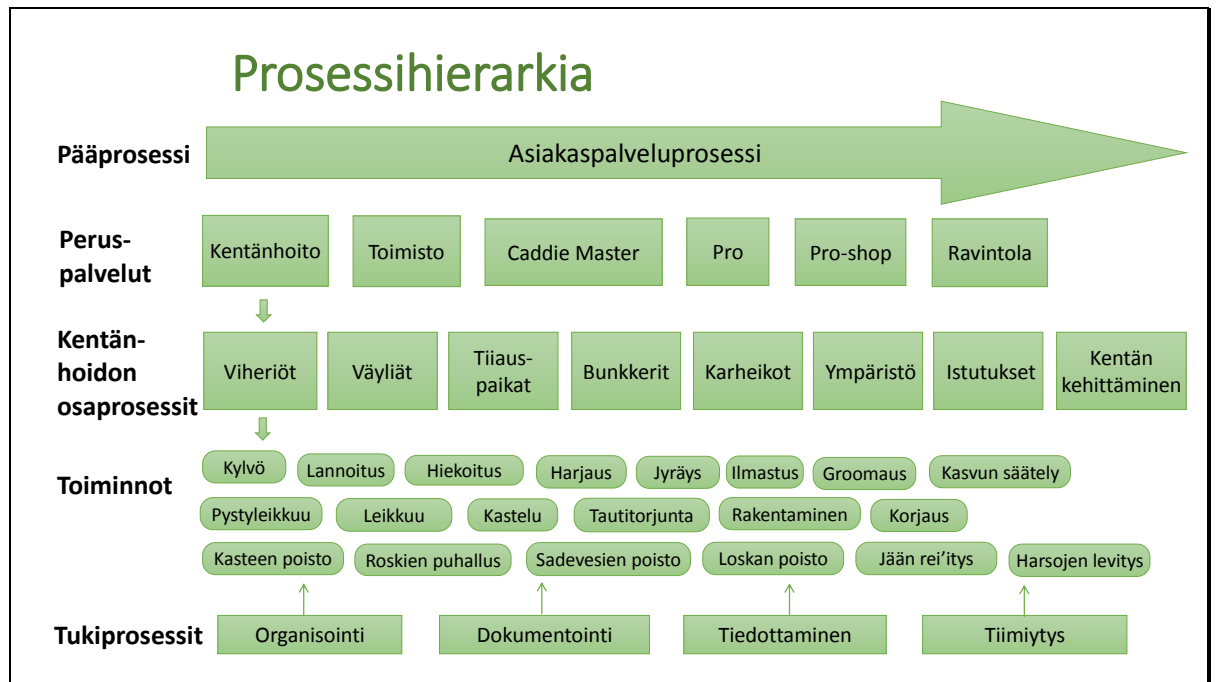 Prosessihierarkia
Pääprosessi
Asiakaspalveluprosessi
Perus-
palvelut
Kentänhoito
Toimisto
Caddie Master
Pro
Pro-shop
Ravintola
Kentän-
hoidon
osaprosessit
Viheriöt
Väyliät
Tiiaus-
paikat
Bunkkerit
Karheikot
Ympäristö
Istutukset
Kentän
kehittäminen
Toiminnot
Kylvö
Lannoitus
Hiekoitus
Harjaus
Jyräys
Ilmastus
Groomaus
Kasvun säätely
Pystyleikkuu
Leikkuu
Kastelu
Tautitorjunta
Rakentaminen
Korjaus
Kasteen poisto
Roskien puhallus
Sadevesien poisto
Loskan poisto
Jään rei’itys
Harsojen levitys
Tukiprosessit
Organisointi
Dokumentointi
Tiedottaminen
Tiimiytys